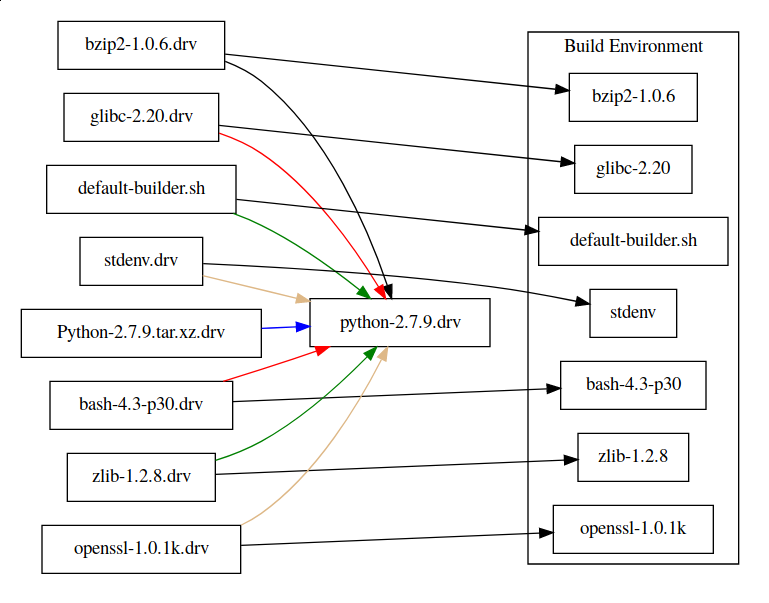 bzip2-1.0.6.drv
glibc-2.20.drv
default-builder.sh
stdenv.drv
Python-2.7.9.tar.xz.drv
bash-4.3-p30.drv
zlib-1.2.8.drv
openssl-1.0.1k.drv
python-2.7.9.drv
Build Environment
bzip2-1.0.6
glibc-2.20
default-builder.sh
stdenv
bash-4.3-p30
zlib-1.2.8
openssl-1.0.1k